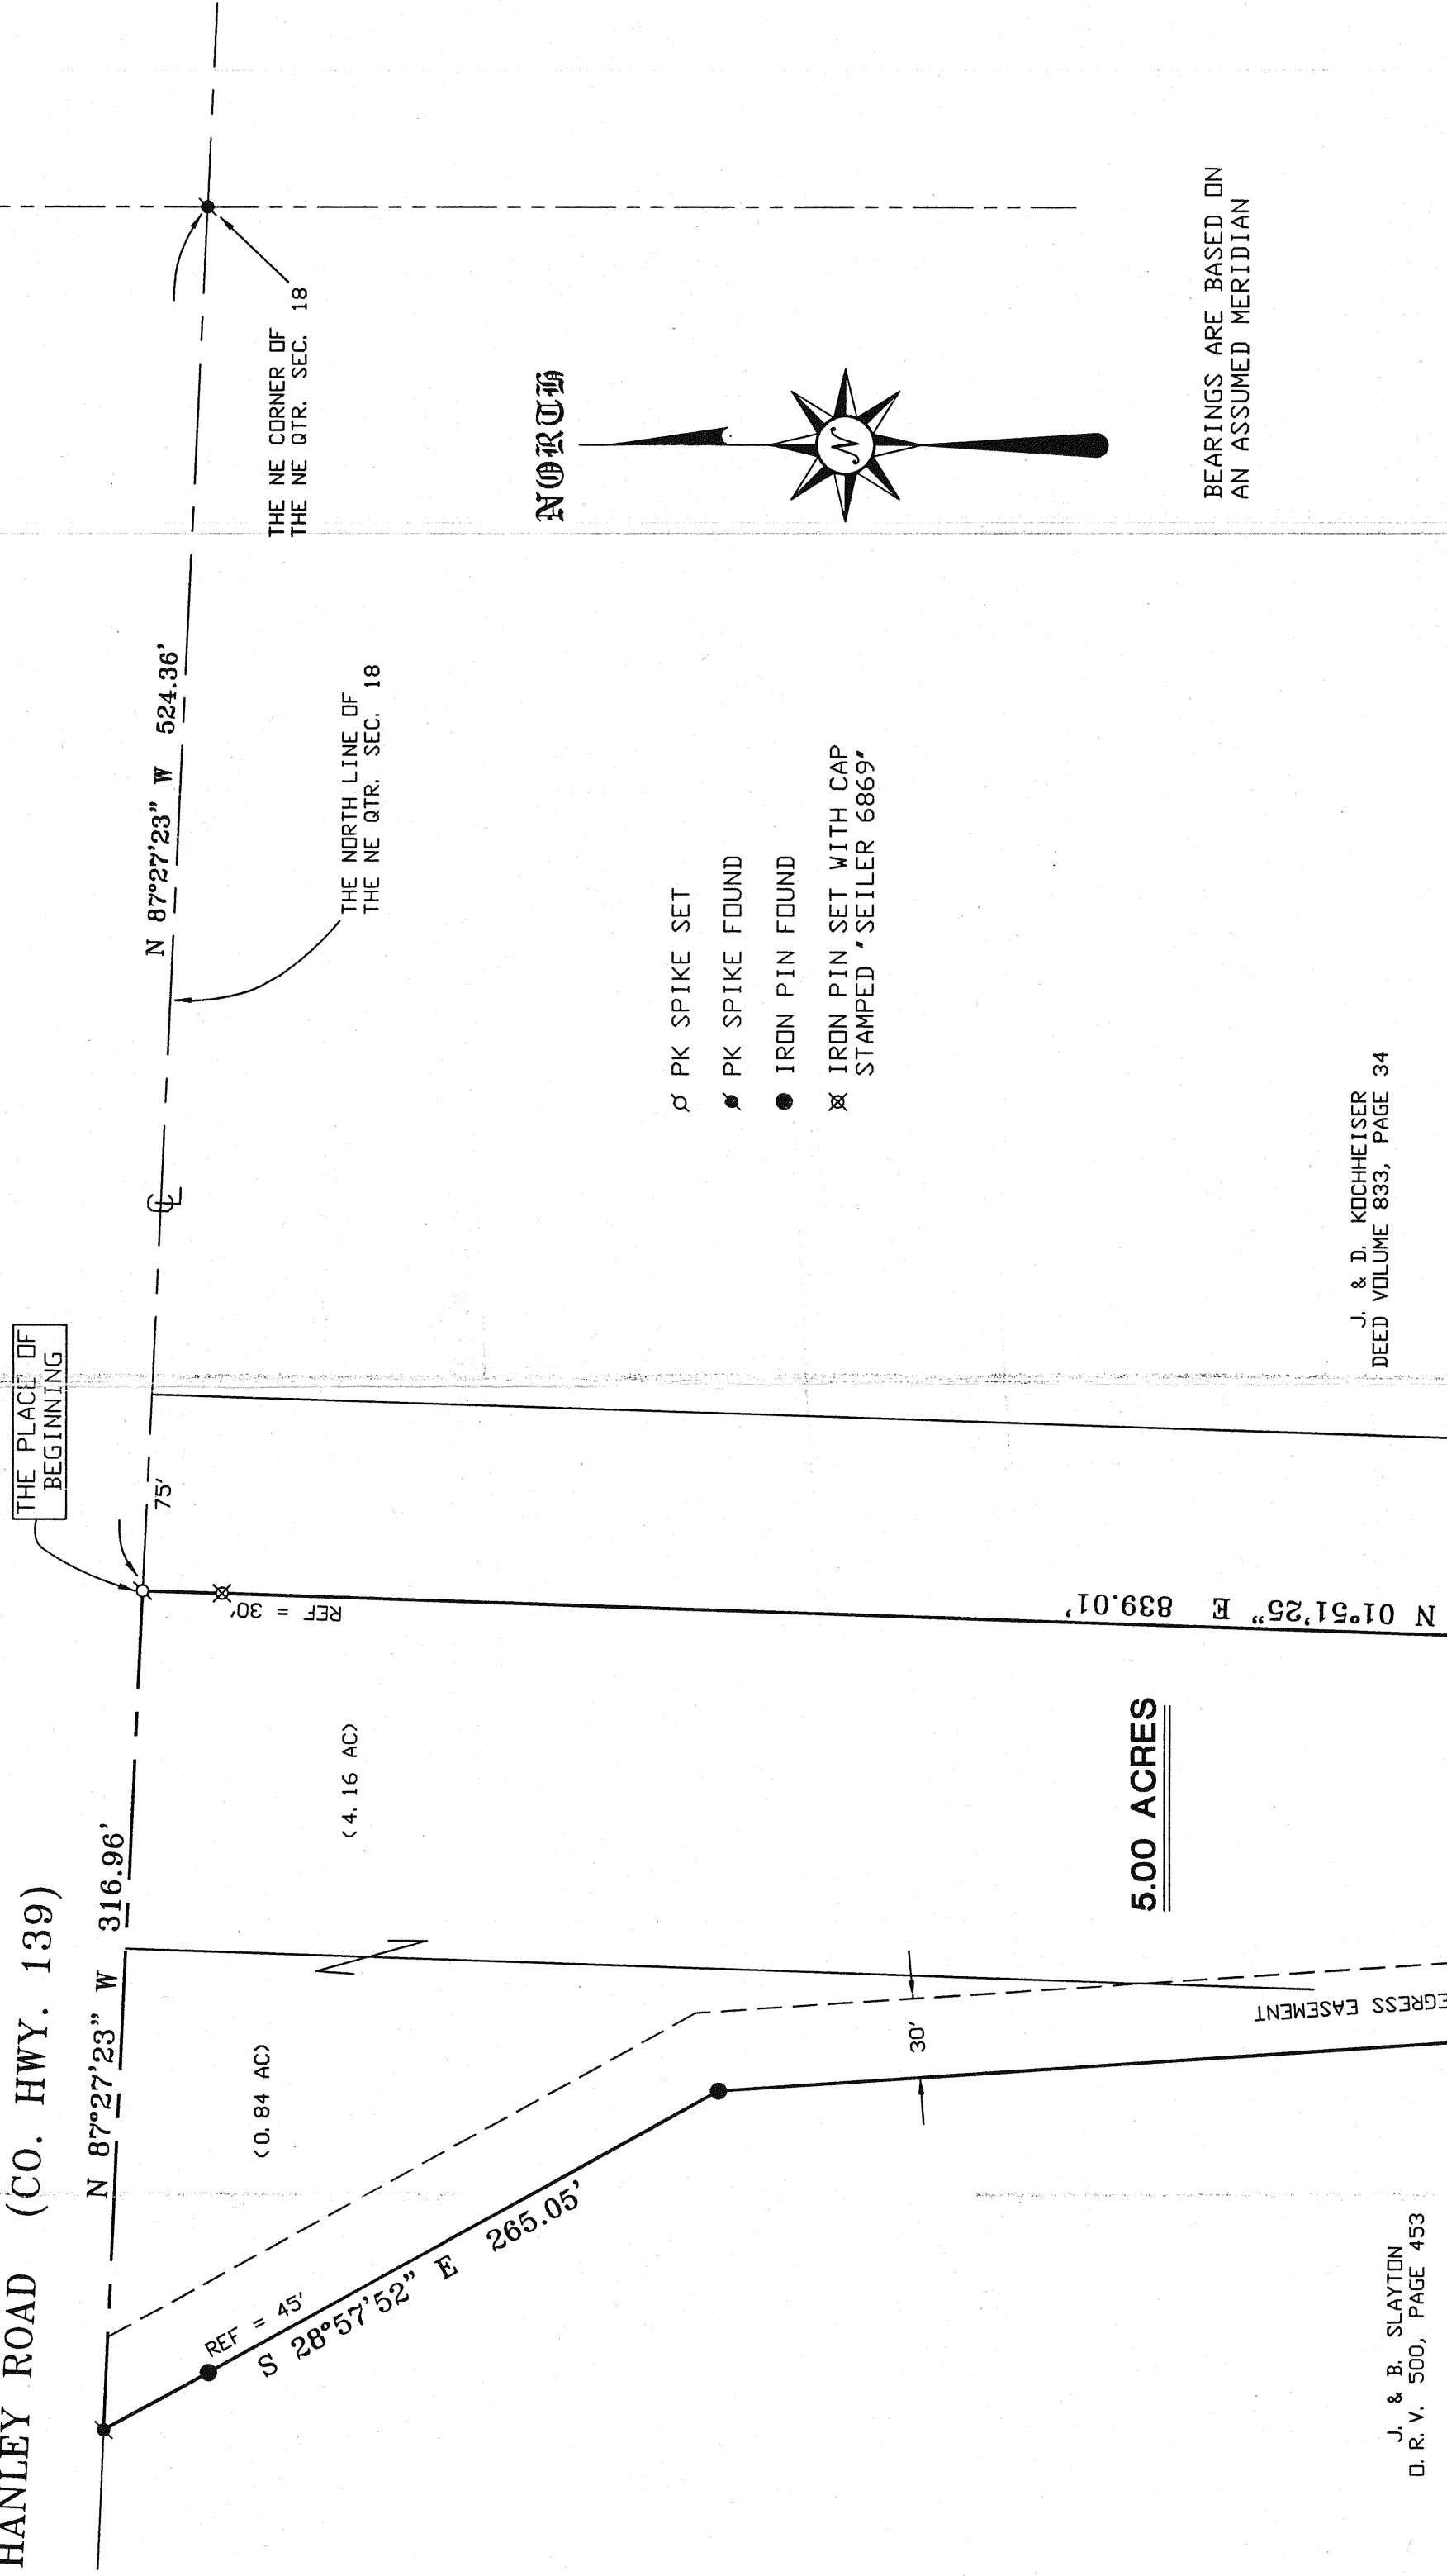 HANLEY ROAD (CO. HWY. 139)
THE PLACE OF
BEGINNING
N 87°27'23" W 316.96'
75'
N 87°27'23" W 524.36'
THE NE CORNER OF
THE NE QTR. SEC. 18
THE NORTH LINE OF
THE NE QTR. SEC. 18
REF = 30'
(0.84 AC)
(4.16 AC)
REF = 45'
S 28°57'52" E 265.05'
NORTH
N
PK SPIKE SET
PK SPIKE FOUND
IRON PIN FOUND
IRON PIN SET WITH CAP
STAMPED 'SEILER 6869'
30'
5.00 ACRES
N 01°51'25" E 839.01'
BEARINGS ARE BASED ON
AN ASSUMED MERIDIAN
EGRESS EASEMENT
J. & B. SLAYTON
O.R.V. 500, PAGE 453
J. & D. KOCHHEISER
DEED VOLUME 833, PAGE 34